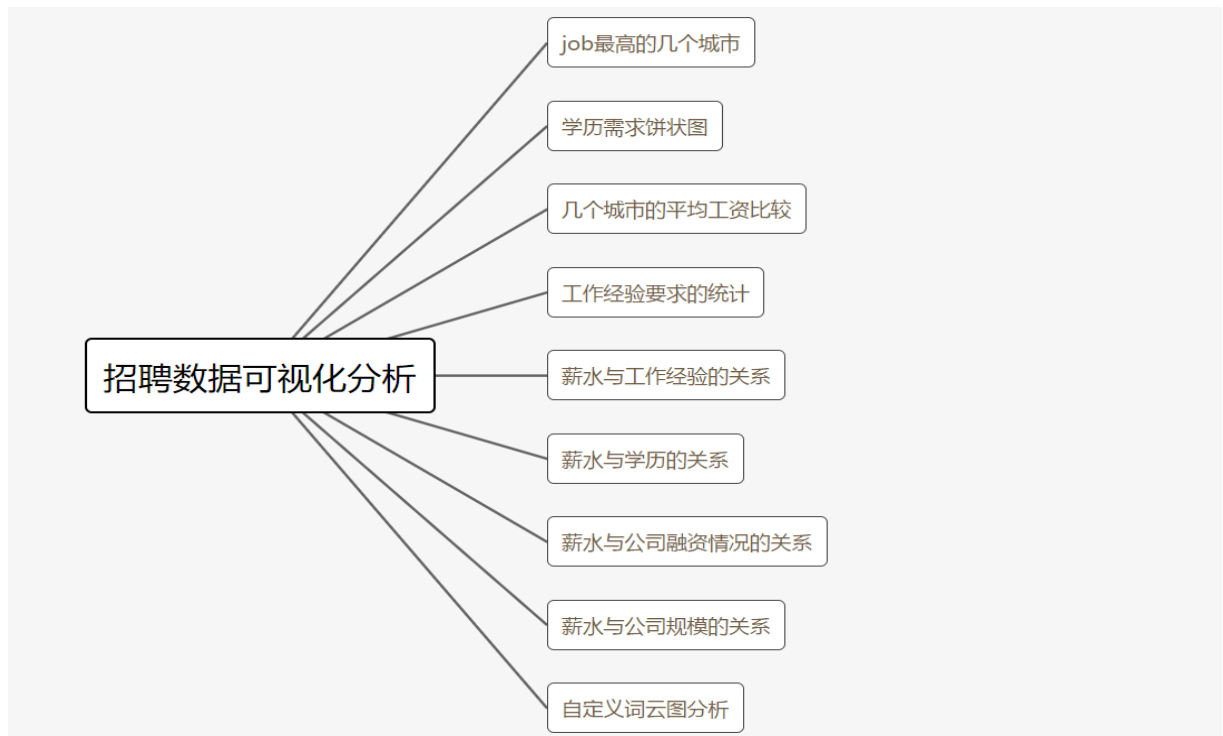 job最高的几个城市
学历需求饼状图
几个城市的平均工资比较
工作经验要求的统计
招聘数据可视化分析
薪水与工作经验的关系
薪水与学历的关系
薪水与公司融资情况的关系
薪水与公司规模的关系
自定义词云图分析